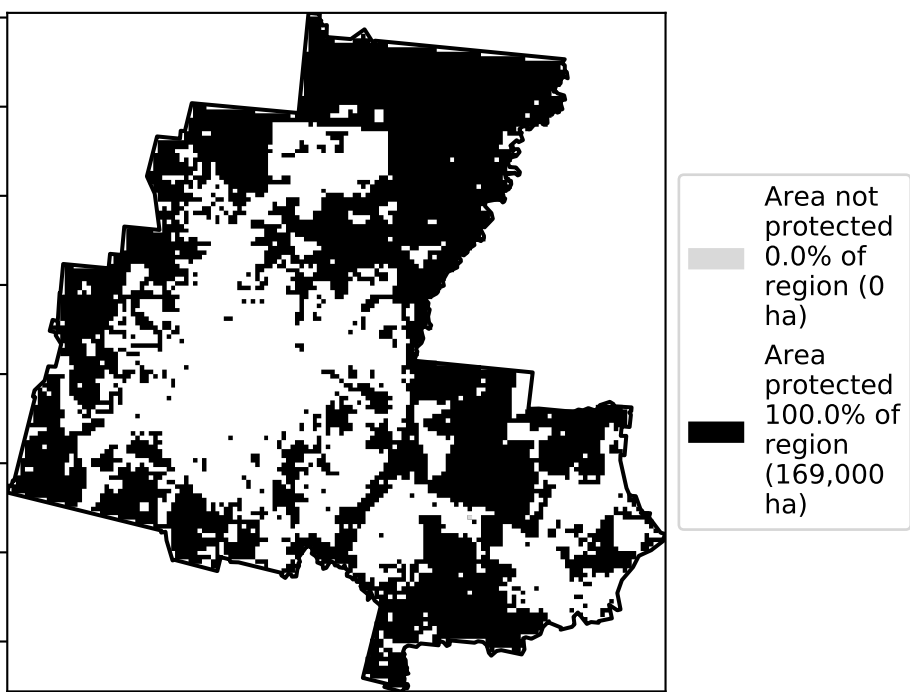 Area not
protected
0.0% of
region (0
ha)
Area
protected
100.0% of
region
(169,000
ha)